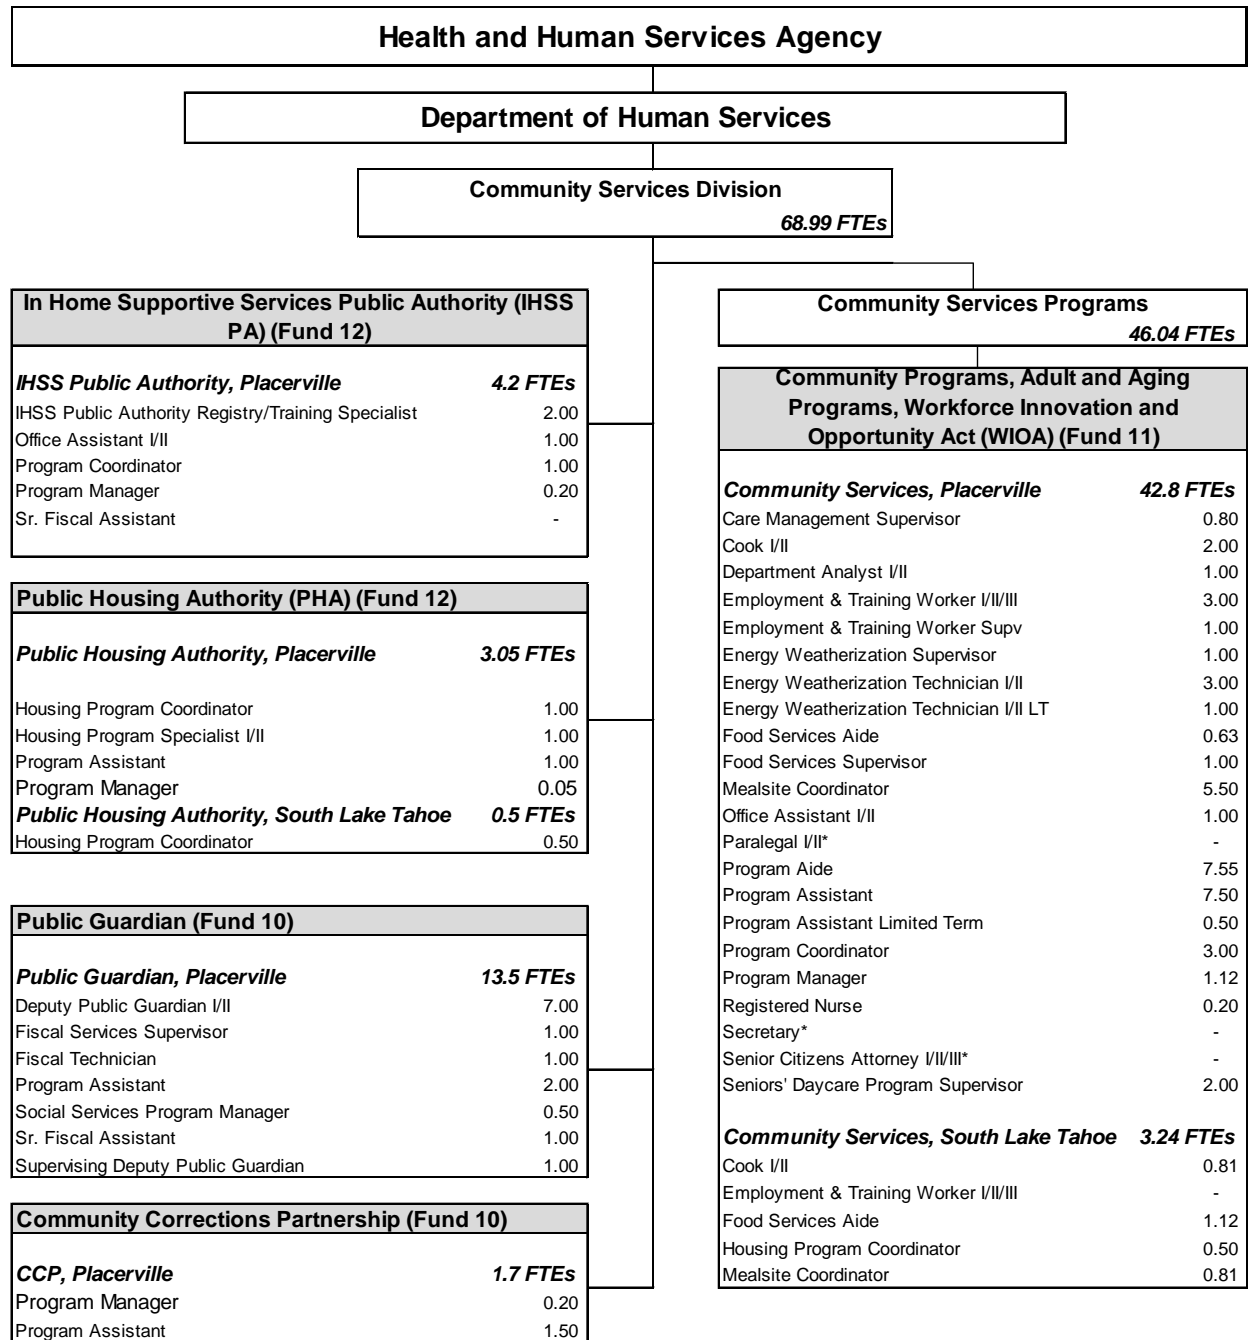 Health and Human Services Agency
Department of Human Services
Community Services Division
68.99 FTEs
In Home Supportive Services Public Authority (IHSS
PA) (Fund 12)
IHSS Public Authority, Placerville 4.2 FTEs
IHSS Public Authority Registry/Training Specialist 2.00
Office Assistant I/II 1.00
Program Coordinator 1.00
Program Manager 0.20
Sr. Fiscal Assistant -
Public Housing Authority (PHA) (Fund 12)
Public Housing Authority, Placerville 3.05 FTEs
Housing Program Coordinator 1.00
Housing Program Specialist I/II 1.00
Program Assistant 1.00
Program Manager 0.05
Public Housing Authority, South Lake Tahoe 0.5 FTEs
Housing Program Coordinator 0.50
Public Guardian (Fund 10)
Public Guardian, Placerville 13.5 FTEs
Deputy Public Guardian I/II 7.00
Fiscal Services Supervisor 1.00
Fiscal Technician 1.00
Program Assistant 2.00
Social Services Program Manager 0.50
Sr. Fiscal Assistant 1.00
Supervising Deputy Public Guardian 1.00
Community Corrections Partnership (Fund 10)
CCP, Placerville 1.7 FTEs
Program Manager 0.20
Program Assistant 1.50
Community Services Programs
46.04 FTEs
Community Programs, Adult and Aging
Programs, Workforce Innovation and
Opportunity Act (WIOA) (Fund 11)
Community Services, Placerville 42.8 FTEs
Care Management Supervisor 0.80
Cook I/II 2.00
Department Analyst I/II 1.00
Employment & Training Worker I/II/III 3.00
Employment & Training Worker Supv 1.00
Energy Weatherization Supervisor 1.00
Energy Weatherization Technician I/II 3.00
Energy Weatherization Technician I/II LT 1.00
Food Services Aide 0.63
Food Services Supervisor 1.00
Mealsite Coordinator 5.50
Office Assistant I/II 1.00
Paralegal I/II* -
Program Aide 7.55
Program Assistant 7.50
Program Assistant Limited Term 0.50
Program Coordinator 3.00
Program Manager 1.12
Registered Nurse 0.20
Secretary* -
Senior Citizens Attorney I/II/III* -
Seniors' Daycare Program Supervisor 2.00
Community Services, South Lake Tahoe 3.24 FTEs
Cook I/II 0.81
Employment & Training Worker I/II/III -
Food Services Aide 1.12
Housing Program Coordinator 0.50
Mealsite Coordinator 0.81